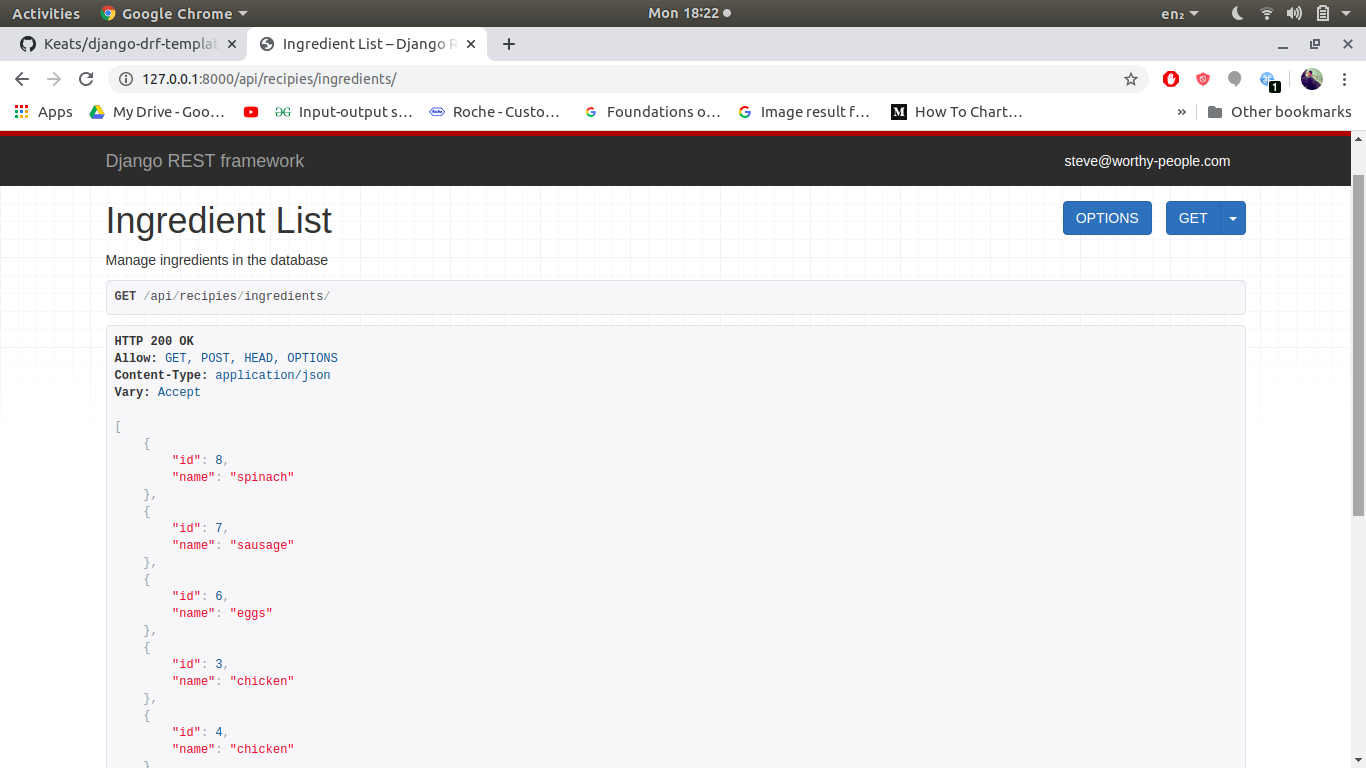 Activities Google Chrome Mon 18:22 en₂
Keats/django-drf-templat Ingredient List – Django R
127.0.0.1:8000/api/recipies/ingredients/ 1
Apps My Drive - Goo… Input-output s… Roche - Custo… Foundations o… Image result f… M How To Chart… » Other bookmarks
Django REST framework steve@worthy-people.com
Ingredient List OPTIONS GET
Manage ingredients in the database
GET /api/recipies/ingredients/
HTTP 200 OK
Allow: GET, POST, HEAD, OPTIONS
Content-Type: application/json
Vary: Accept
[
{
"id": 8,
"name": "spinach"
},
{
"id": 7,
"name": "sausage"
},
{
"id": 6,
"name": "eggs"
},
{
"id": 3,
"name": "chicken"
},
{
"id": 4,
"name": "chicken"
}